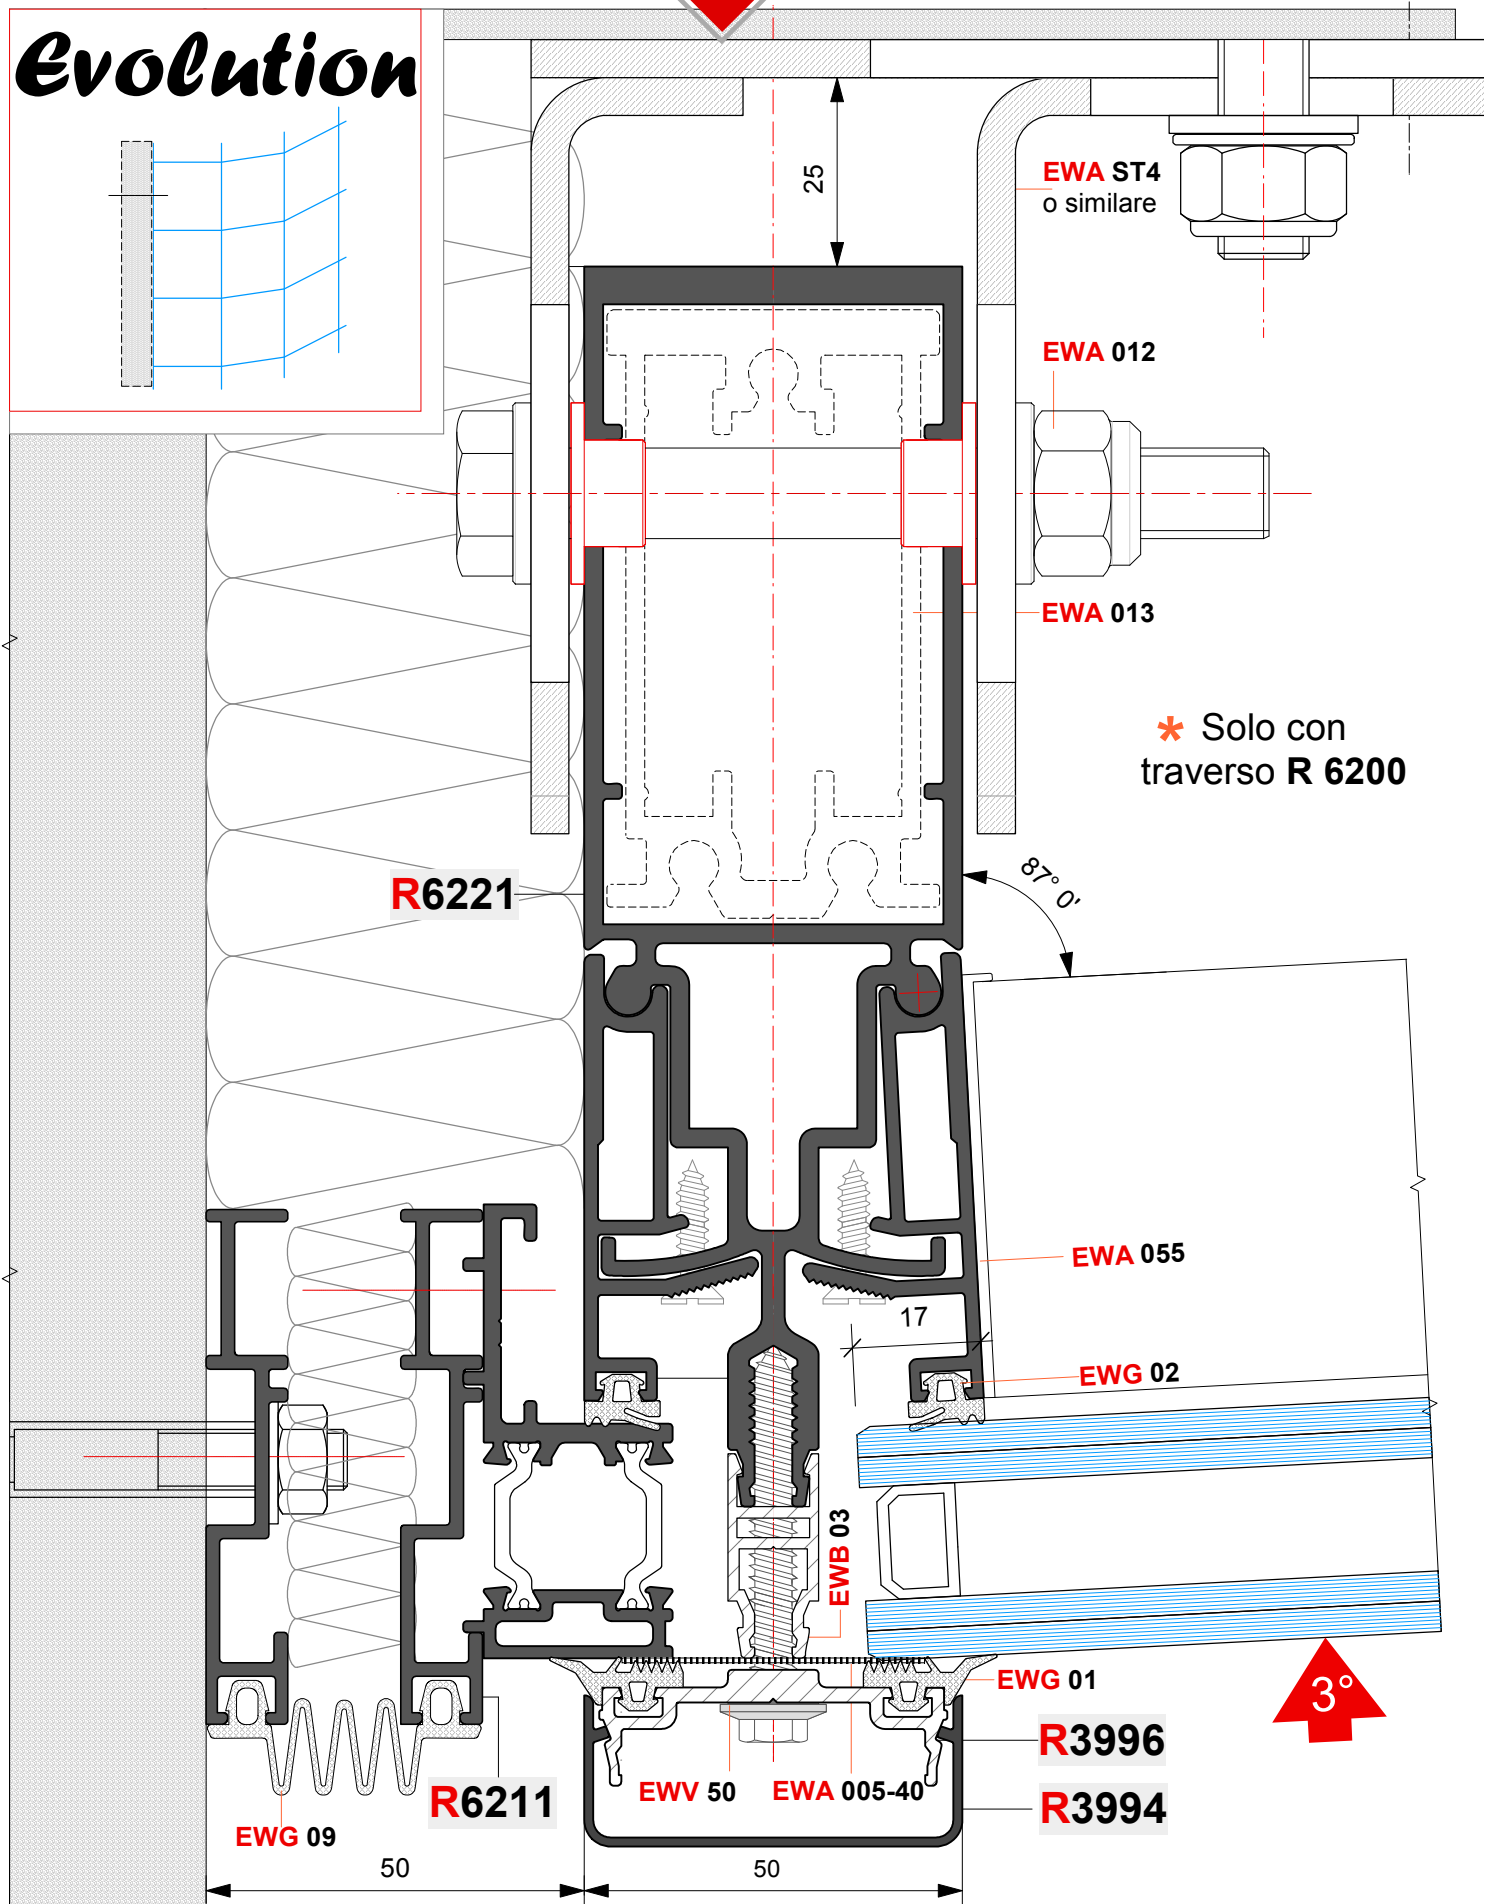 Evolution
25
EWA ST4
o similare
EWA 012
EWA 013
* Solo con
traverso R 6200
R6221
87° 0'
EWA 055
17
EWG 02
EWB 03
EWG 01
3°
R3996
EWV 50
EWA 005-40
R6211
R3994
EWG 09
50
50